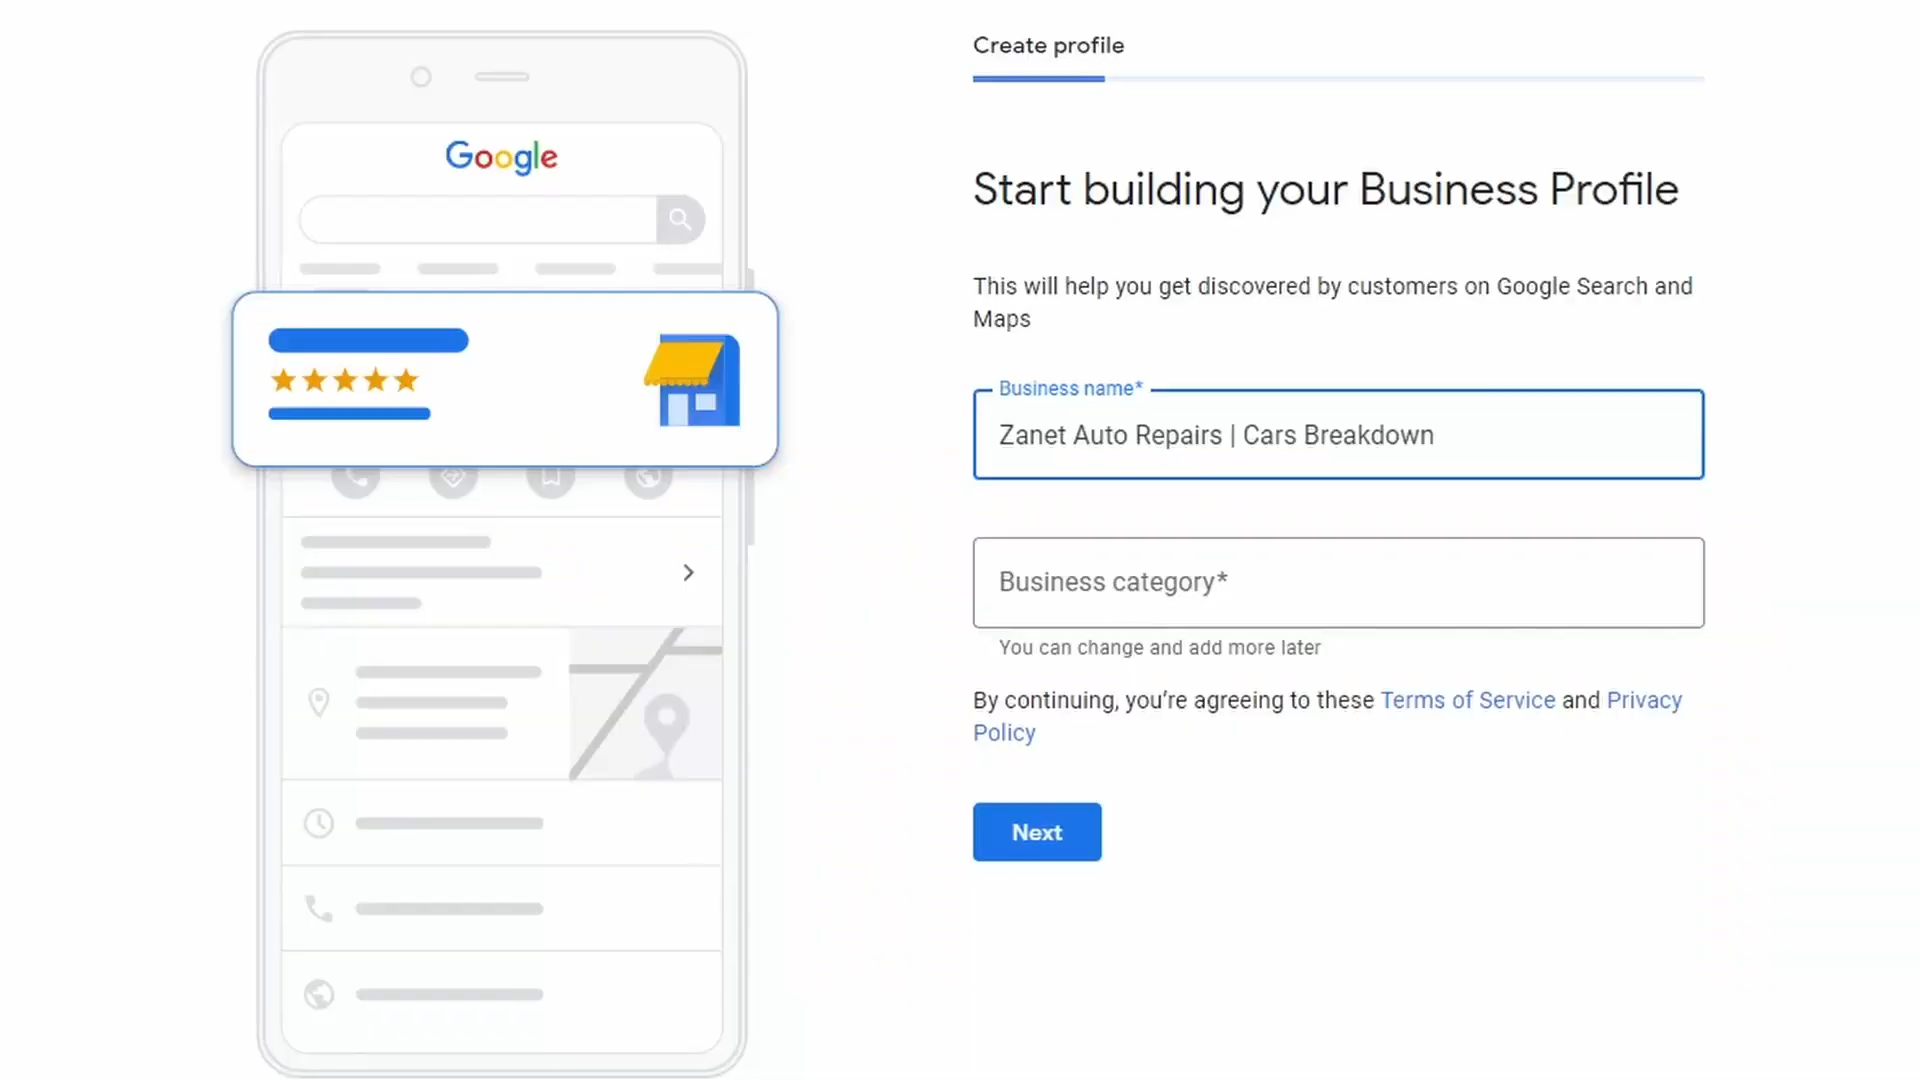 Google
Create profile
Start building your Business Profile
This will help you get discovered by customers on Google Search and
Maps
Business name*
Zanet Auto Repairs | Cars Breakdown
Business category*
You can change and add more later
By continuing, you’re agreeing to these Terms of Service and Privacy
Policy
Next